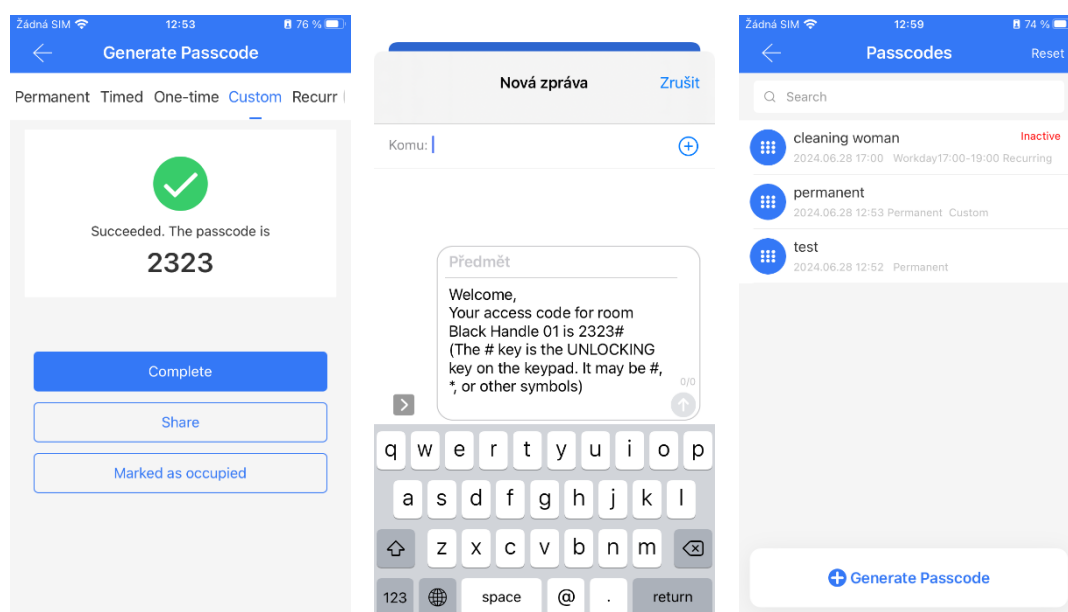 Žádná SIM 12:53 76 %
Generate Passcode
Permanent Timed One-time Custom Recurr
Succeeded. The passcode is
2323
Complete
Share
Marked as occupied
Nová zpráva Zrušit
Komu:
Předmět
Welcome,
Your access code for room
Black Handle 01 is 2323#
(The # key is the UNLOCKING
key on the keypad. It may be #,
*, or other symbols)
0/0
q w e r t y u i o p
a s d f g h j k l
z x c v b n m
123 space @ . return
Žádná SIM 12:59 74 %
Passcodes Reset
Search
cleaning woman Inactive
2024.06.28 17:00 Workday17:00-19:00 Recurring
permanent
2024.06.28 12:53 Permanent Custom
test
2024.06.28 12:52 Permanent
Generate Passcode